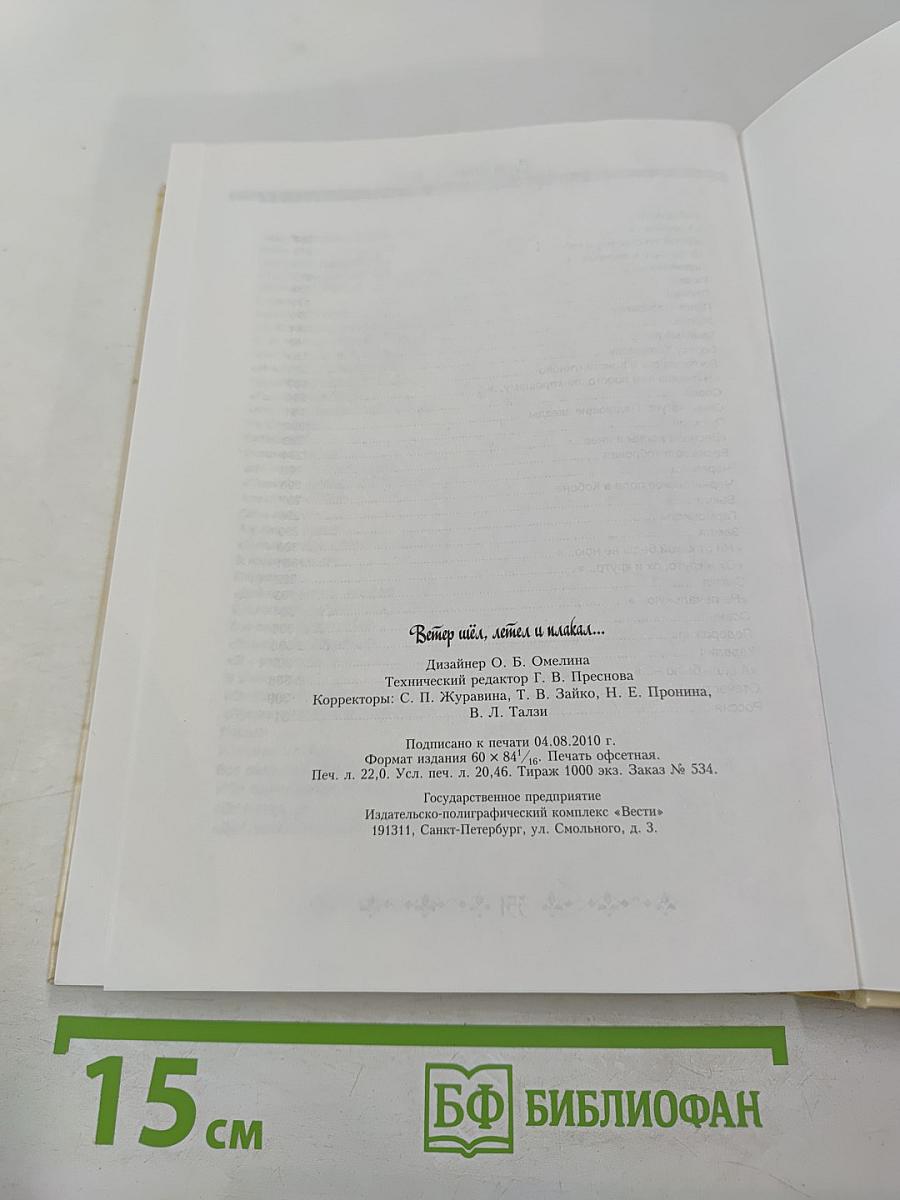 Ветер шёл, летел и плакал...
Дизайнер О. Б. Омелина
Технический редактор Г. В. Преснова
Корректоры: С. П. Журавина, Т. В. Зайко, Н. Е. Пронина,
В. Л. Талзи
Подписано к печати 04.08.2010 г.
Формат издания 60 × 84¹/₁₆. Печать офсетная.
Печ. л. 22,0. Усл. печ. л. 20,46. Тираж 1000 экз. Заказ № 534.
Государственное предприятие
Издательско-полиграфический комплекс «Вести»
191311, Санкт-Петербург, ул. Смольного, д. 3.
15 см
БФ БИБЛИОФАН